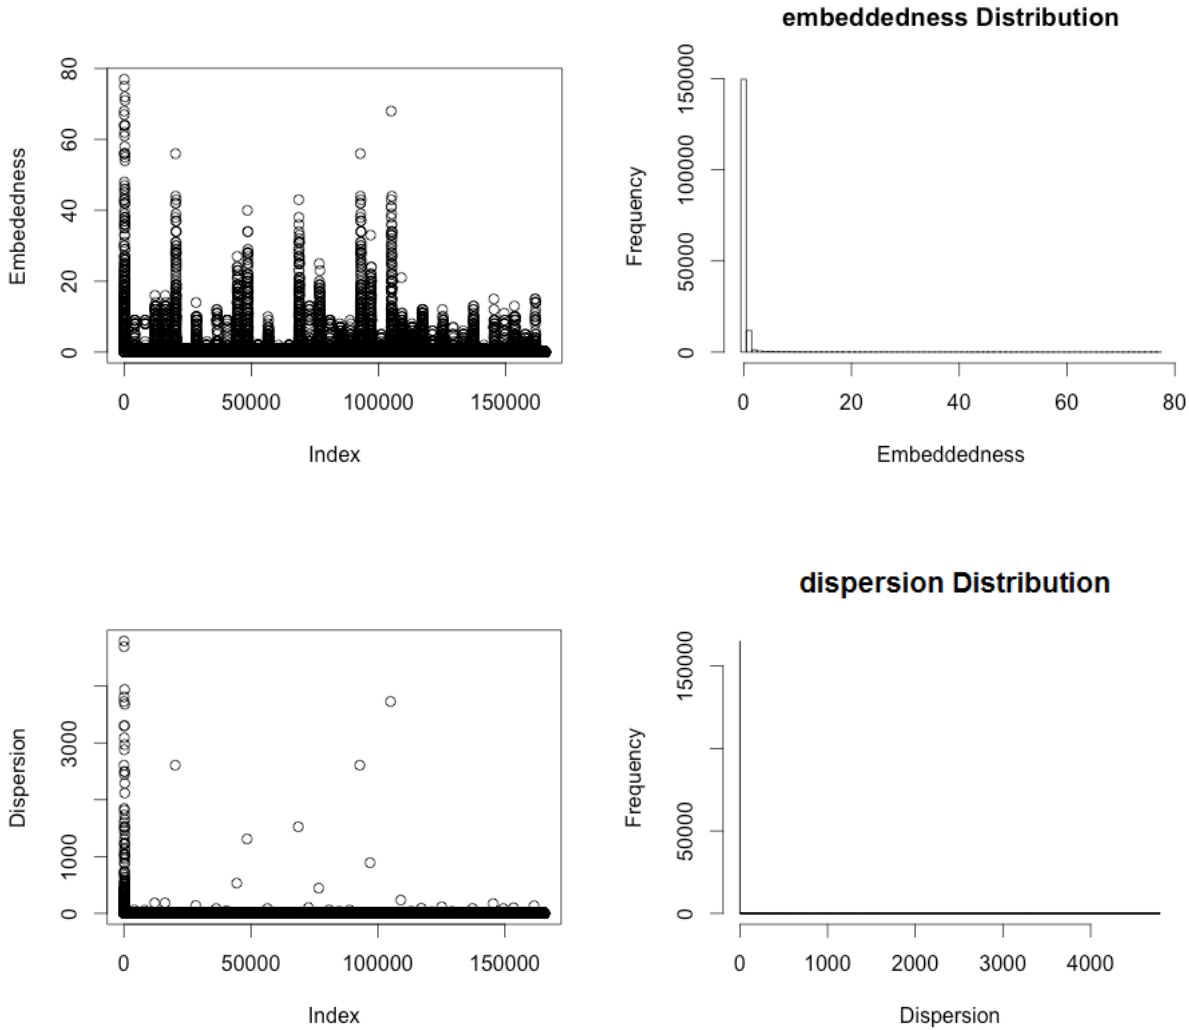 embeddedness Distribution
Embededness
0 20 40 60 80
0 50000 100000 150000
Index
Frequency
0 50000 100000 150000
0 20 40 60 80
Embeddedness
dispersion Distribution
Dispersion
0 1000 3000
0 50000 100000 150000
Index
Frequency
0 50000 150000
0 1000 2000 3000 4000
Dispersion